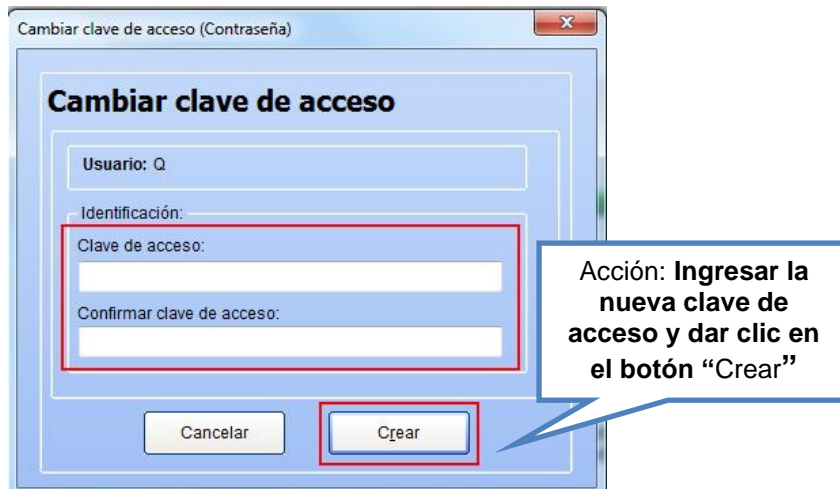 Cambiar clave de acceso (Contraseña)
Cambiar clave de acceso
Usuario: Q
Identificación:
Clave de acceso:
Confirmar clave de acceso:
Cancelar
Crear
Acción: Ingresar la
nueva clave de
acceso y dar clic en
el botón “Crear”